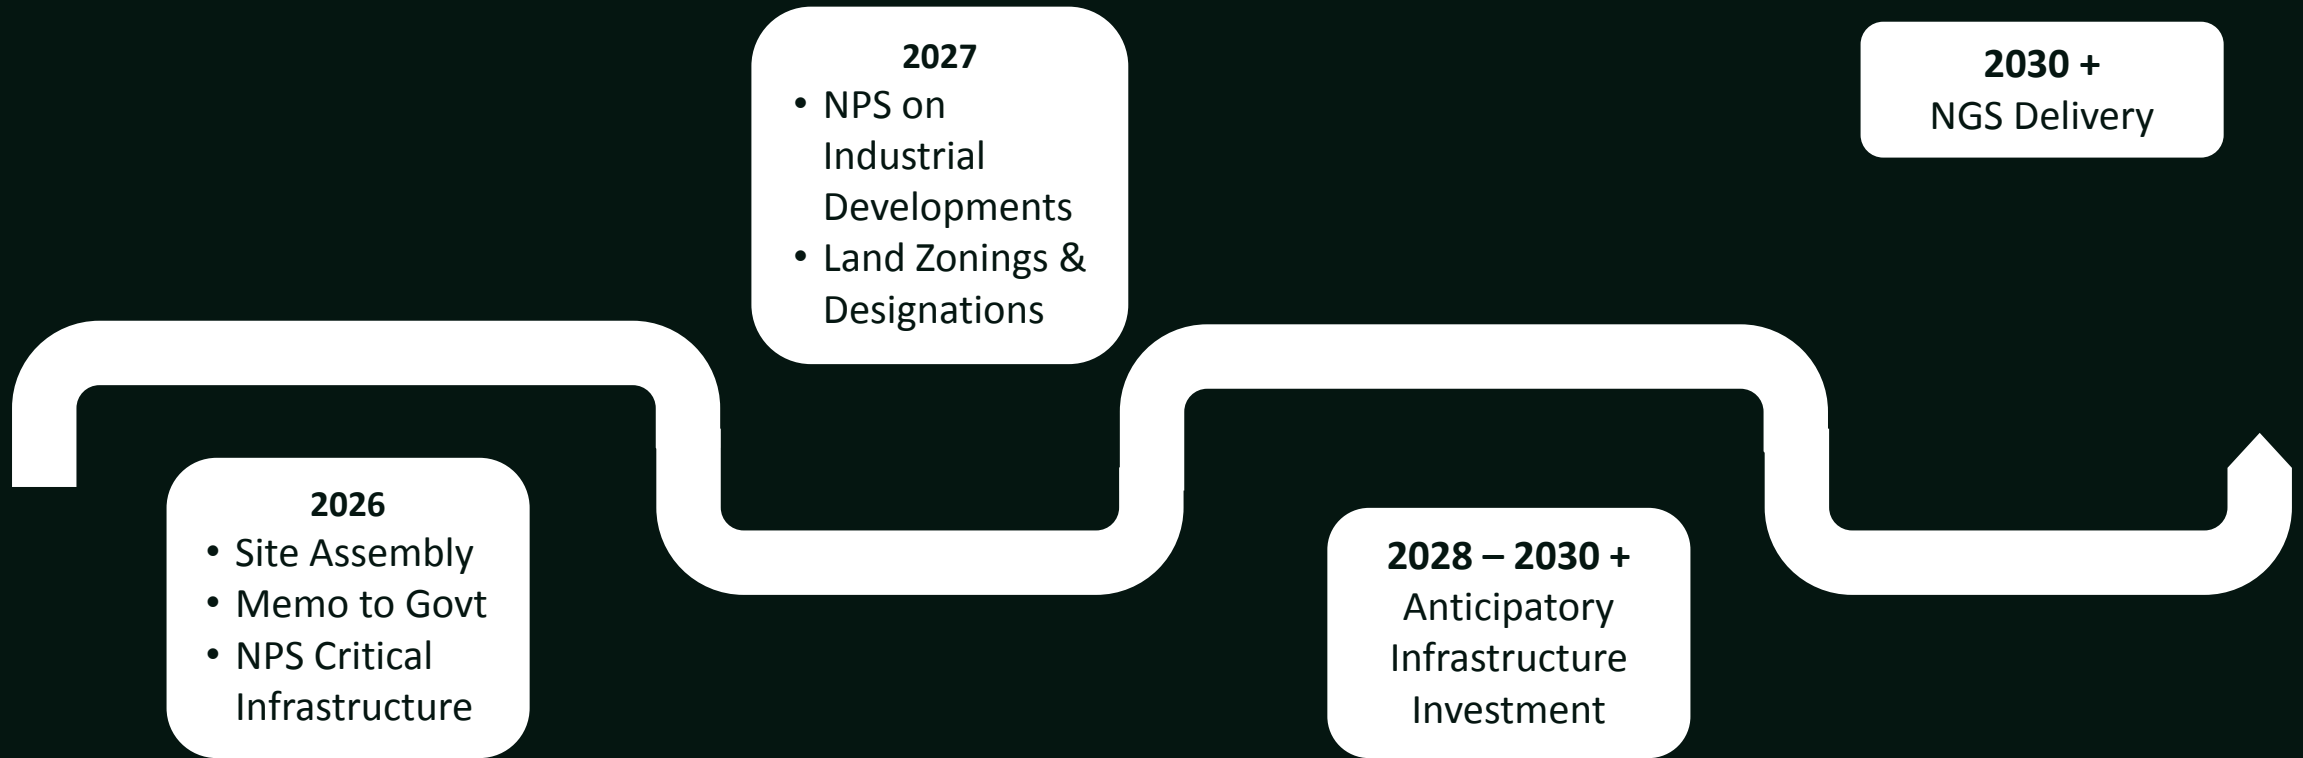 2026
• Site Assembly
• Memo to Govt
• NPS Critical
Infrastructure
2027
• NPS on
Industrial
Developments
• Land Zonings &
Designations
2028 – 2030 +
Anticipatory
Infrastructure
Investment
2030 +
NGS Delivery